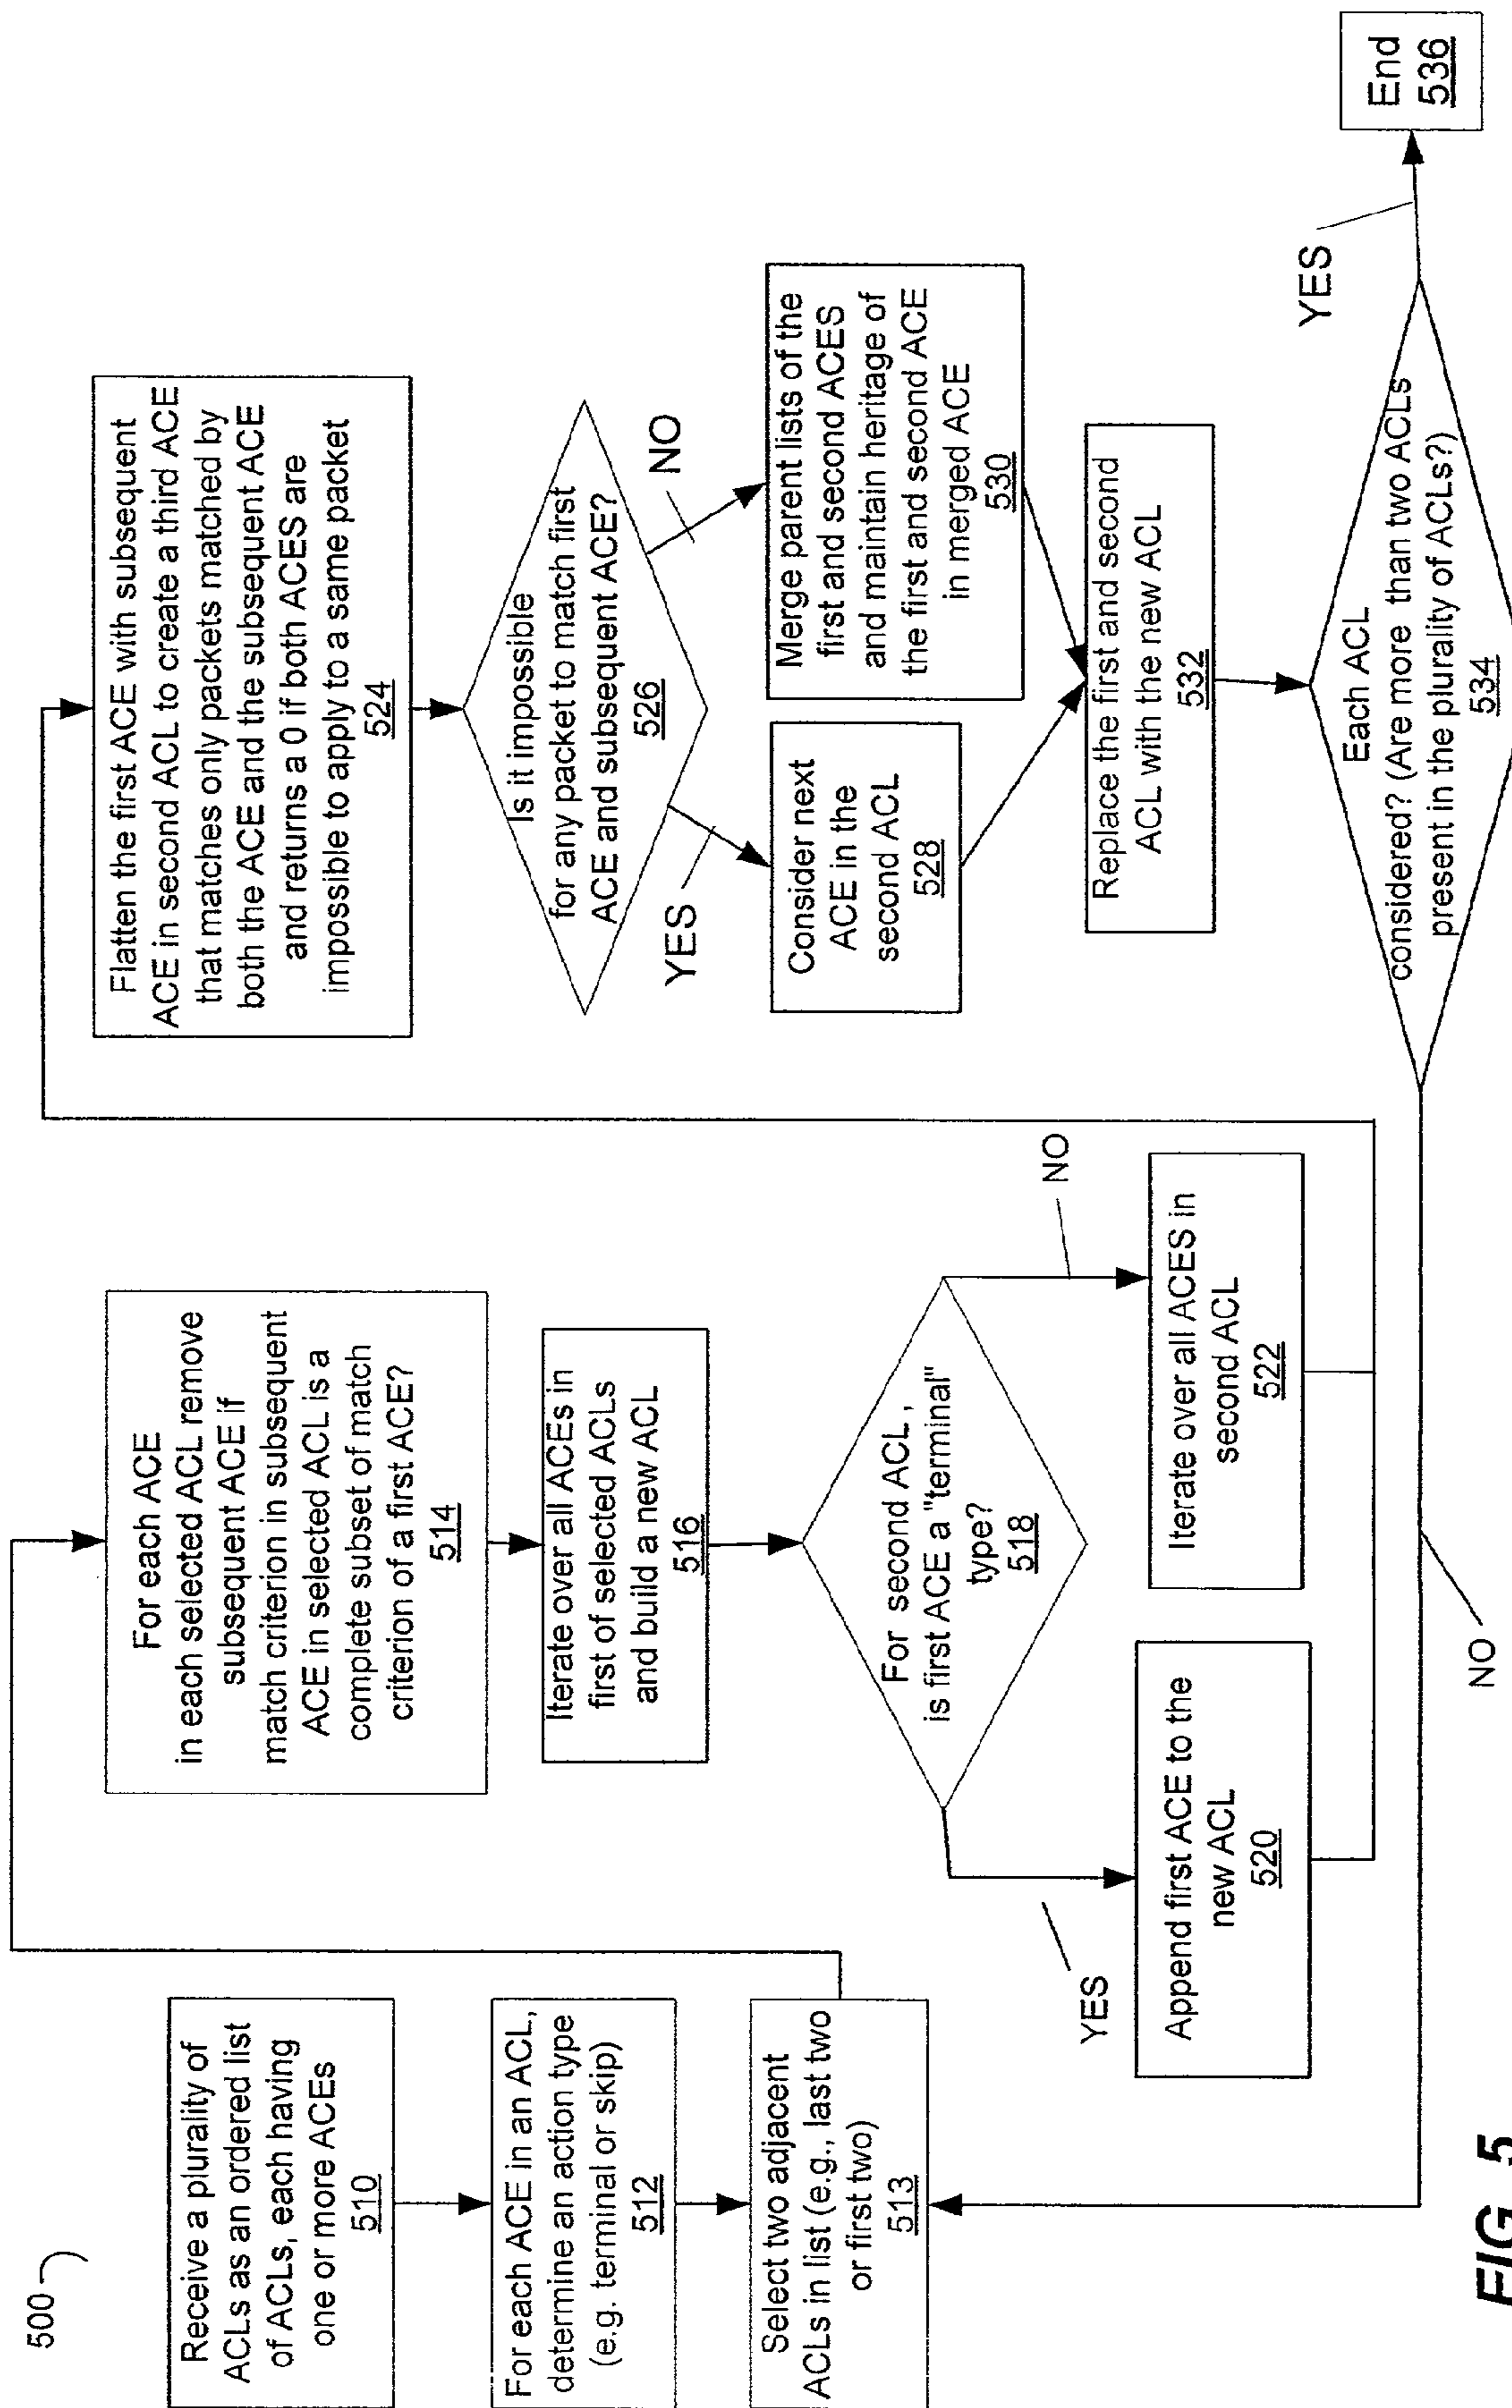 500
Receive a plurality of
ACLs as an ordered list
of ACLs, each having
one or more ACEs
510
For each ACE in an ACL,
determine an action type
(e.g. terminal or skip)
512
Select two adjacent
ACLs in list (e.g., last two
or first two)
513
For each ACE
in each selected ACL remove
subsequent ACE if
match criterion in subsequent
ACE in selected ACL is a
complete subset of match
criterion of a first ACE?
514
Iterate over all ACEs in
first of selected ACLs
and build a new ACL
516
For second ACL,
is first ACE a "terminal"
type?
518
YES
NO
Append first ACE to the
new ACL
520
Iterate over all ACES in
second ACL
522
Flatten the first ACE with subsequent
ACE in second ACL to create a third ACE
that matches only packets matched by
both the ACE and the subsequent ACE
and returns a 0 if both ACES are
impossible to apply to a same packet
524
Is it impossible
for any packet to match first
ACE and subsequent ACE?
526
YES
NO
Consider next
ACE in the
second ACL
528
Merge parent lists of the
first and second ACES
and maintain heritage of
the first and second ACE
in merged ACE
530
Replace the first and second
ACL with the new ACL
532
Each ACL
considered? (Are more than two ACLs
present in the plurality of ACLs?)
534
NO
YES
End
536
FIG. 5